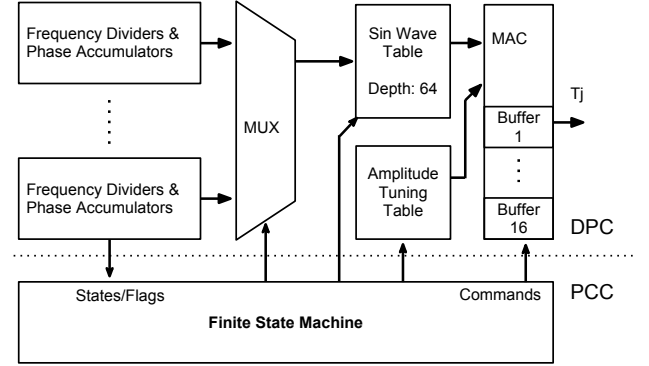 Frequency Dividers &
Phase Accumulators
Frequency Dividers &
Phase Accumulators
MUX
Sin Wave
Table
Depth: 64
Amplitude
Tuning
Table
MAC
Buffer
1
Buffer
16
Tj
DPC
States/Flags
Commands
PCC
Finite State Machine